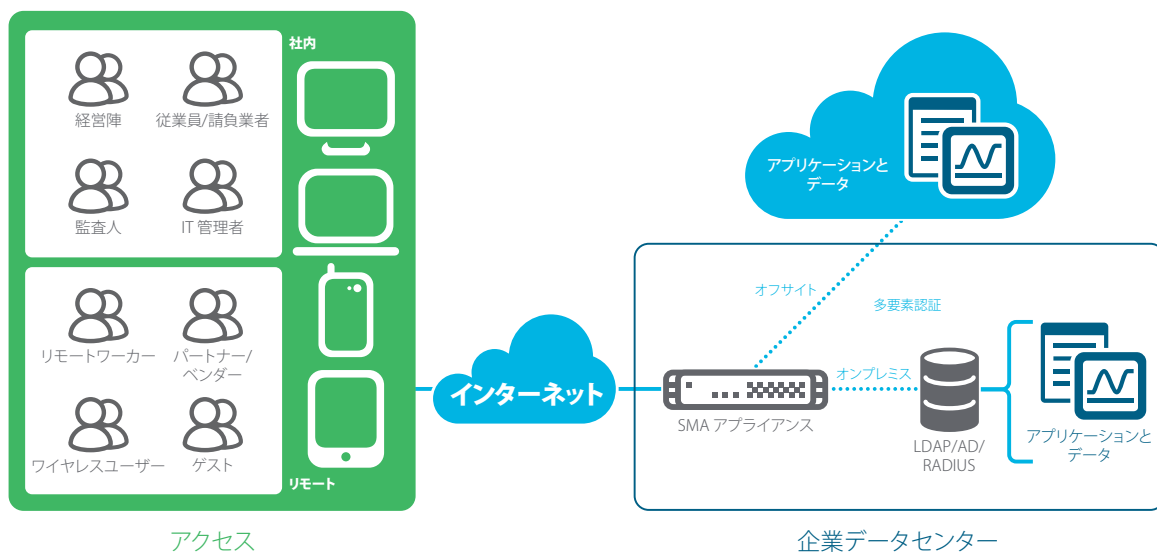 社内
経営陣
従業員/請負業者
監査人
IT 管理者
リモートワーカー
パートナー/
ベンダー
ワイヤレスユーザー
ゲスト
リモート
アクセス
インターネット
アプリケーションと
データ
オフサイト
多要素認証
オンプレミス
SMA アプライアンス
LDAP/AD/
RADIUS
アプリケーションと
データ
企業データセンター